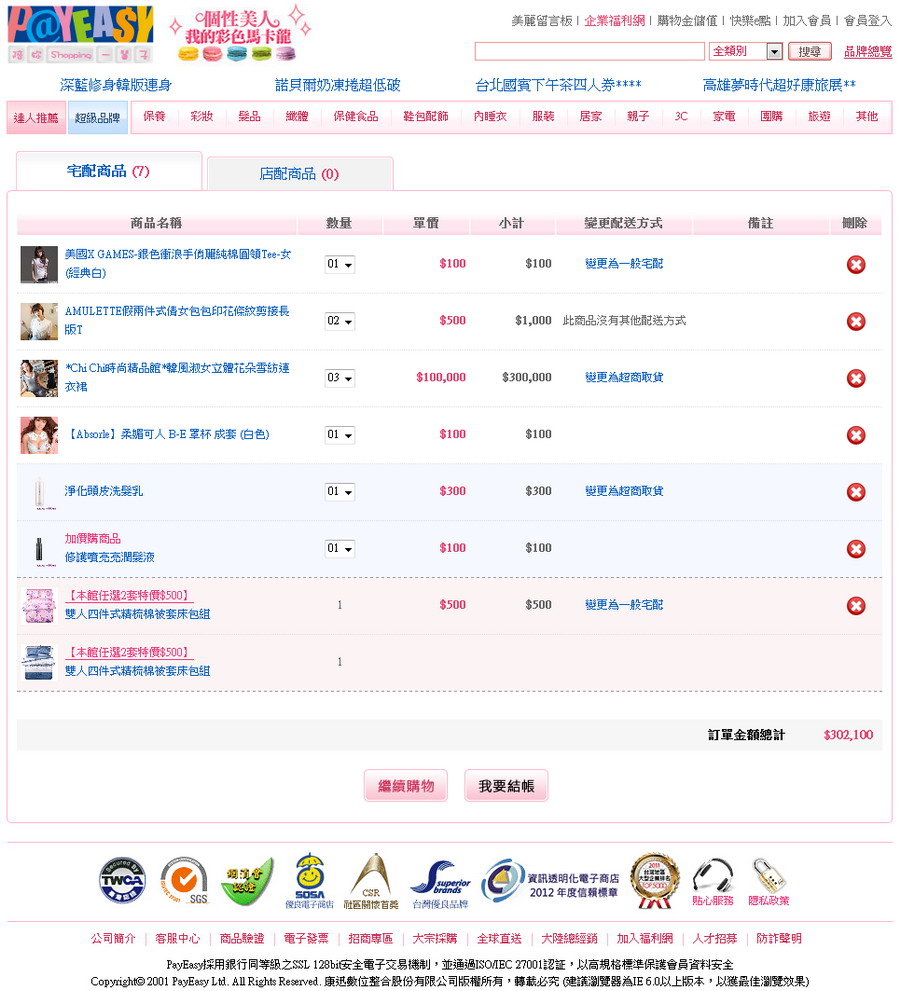 P@YEASY
陪妳 Shopping 一輩子
個性美人
我的彩色馬卡龍
美麗留言板 | 企業福利網 | 購物金儲值 | 快樂e點 | 加入會員 | 會員登入
全類別 搜尋 品牌總覽
深藍修身韓版連身
諾貝爾奶凍捲超低破
台北國賓下午茶四人券****
高雄夢時代超好康旅展**
達人推薦 超級品牌 保養 彩妝 髮品 纖體 保健食品 鞋包配飾 內睡衣 服裝 居家 親子 3C 家電 團購 旅遊 其他
宅配商品 (7)
店配商品 (0)
商品名稱 數量 單價 小計 變更配送方式 備註 刪除
美國X GAMES-銀色衝浪手俏麗純棉圓領Tee-女
(經典白)
01 $100 $100 變更為一般宅配
AMULETTE假兩件式倩女包包印花條紋剪接長
版T
02 $500 $1,000 此商品沒有其他配送方式
*Chi Chi時尚精品館*韓風淑女立體花朵雪紡連
衣裙
03 $100,000 $300,000 變更為超商取貨
【Absorle】柔媚可人 B-E 罩杯 成套 (白色)
01 $100 $100
淨化頭皮洗髮乳
01 $300 $300 變更為超商取貨
加價購商品
修護噴亮亮潤髮液
01 $100 $100
【本館任選2套特價$500】
雙人四件式精梳棉被套床包組
1 $500 $500 變更為一般宅配
【本館任選2套特價$500】
雙人四件式精梳棉被套床包組
1
訂單金額總計 $302,100
繼續購物 我要結帳
Secured By
TWCA
SGS
網消會
認證
SOSA
優良電子商店
CSR
社區關懷首獎
Superior
brands
台灣優良品牌
資訊透明化電子商店
2012 年度信賴標章
2011
台灣地區
大型企業排名
TOP 5000
貼心服務
隱私政策
公司簡介 | 客服中心 | 商品驗證 | 電子發票 | 招商專區 | 大宗採購 | 全球直送 | 大陸總經銷 | 加入福利網 | 人才招募 | 防詐聲明
PayEasy採用銀行同等級之SSL 128bit安全電子交易機制，並通過ISO/IEC 27001認証，以高規格標準保護會員資料安全
Copyright© 2001 PayEasy Ltd. All Rights Reserved. 康迅數位整合股份有限公司版權所有，轉載必究 (建議瀏覽器為IE 6.0以上版本，以獲最佳瀏覽效果)